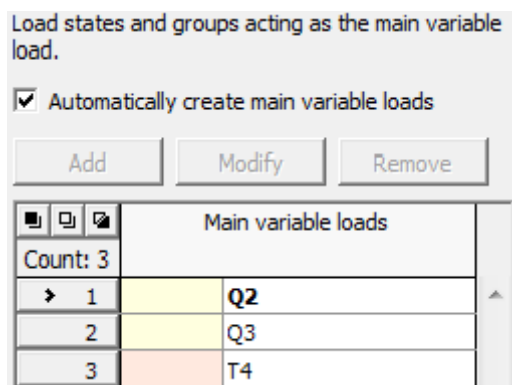 Load states and groups acting as the main variable
load.
Automatically create main variable loads
Add Modify Remove
Main variable loads
Count: 3
1 Q2
2 Q3
3 T4